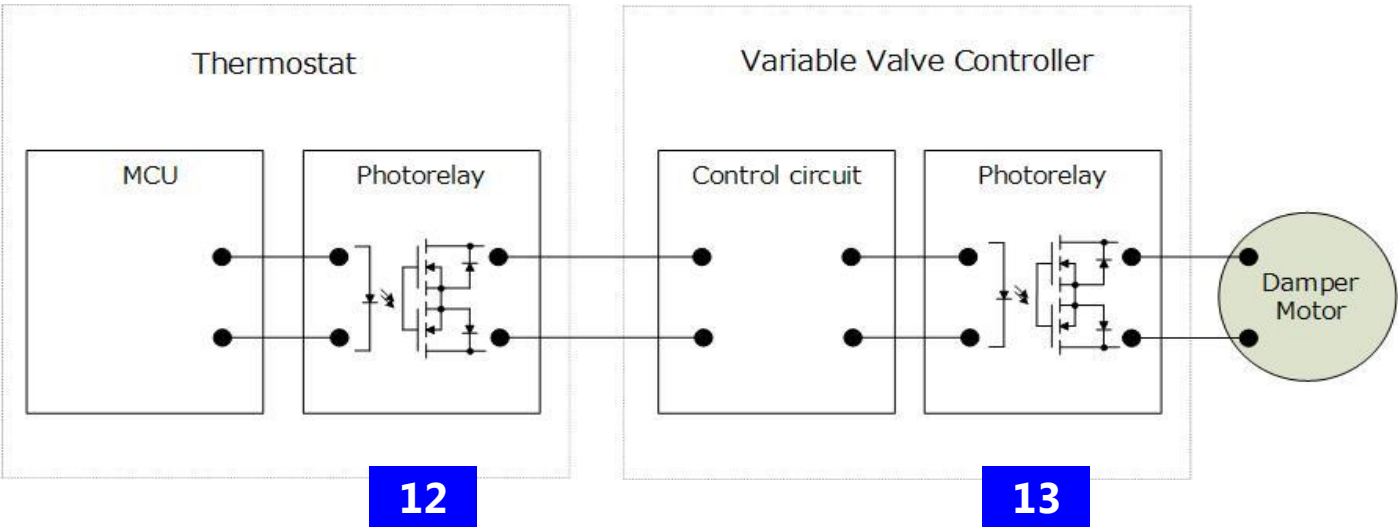 Thermostat
Variable Valve Controller
MCU
Photorelay
Control circuit
Photorelay
Damper
Motor
12
13